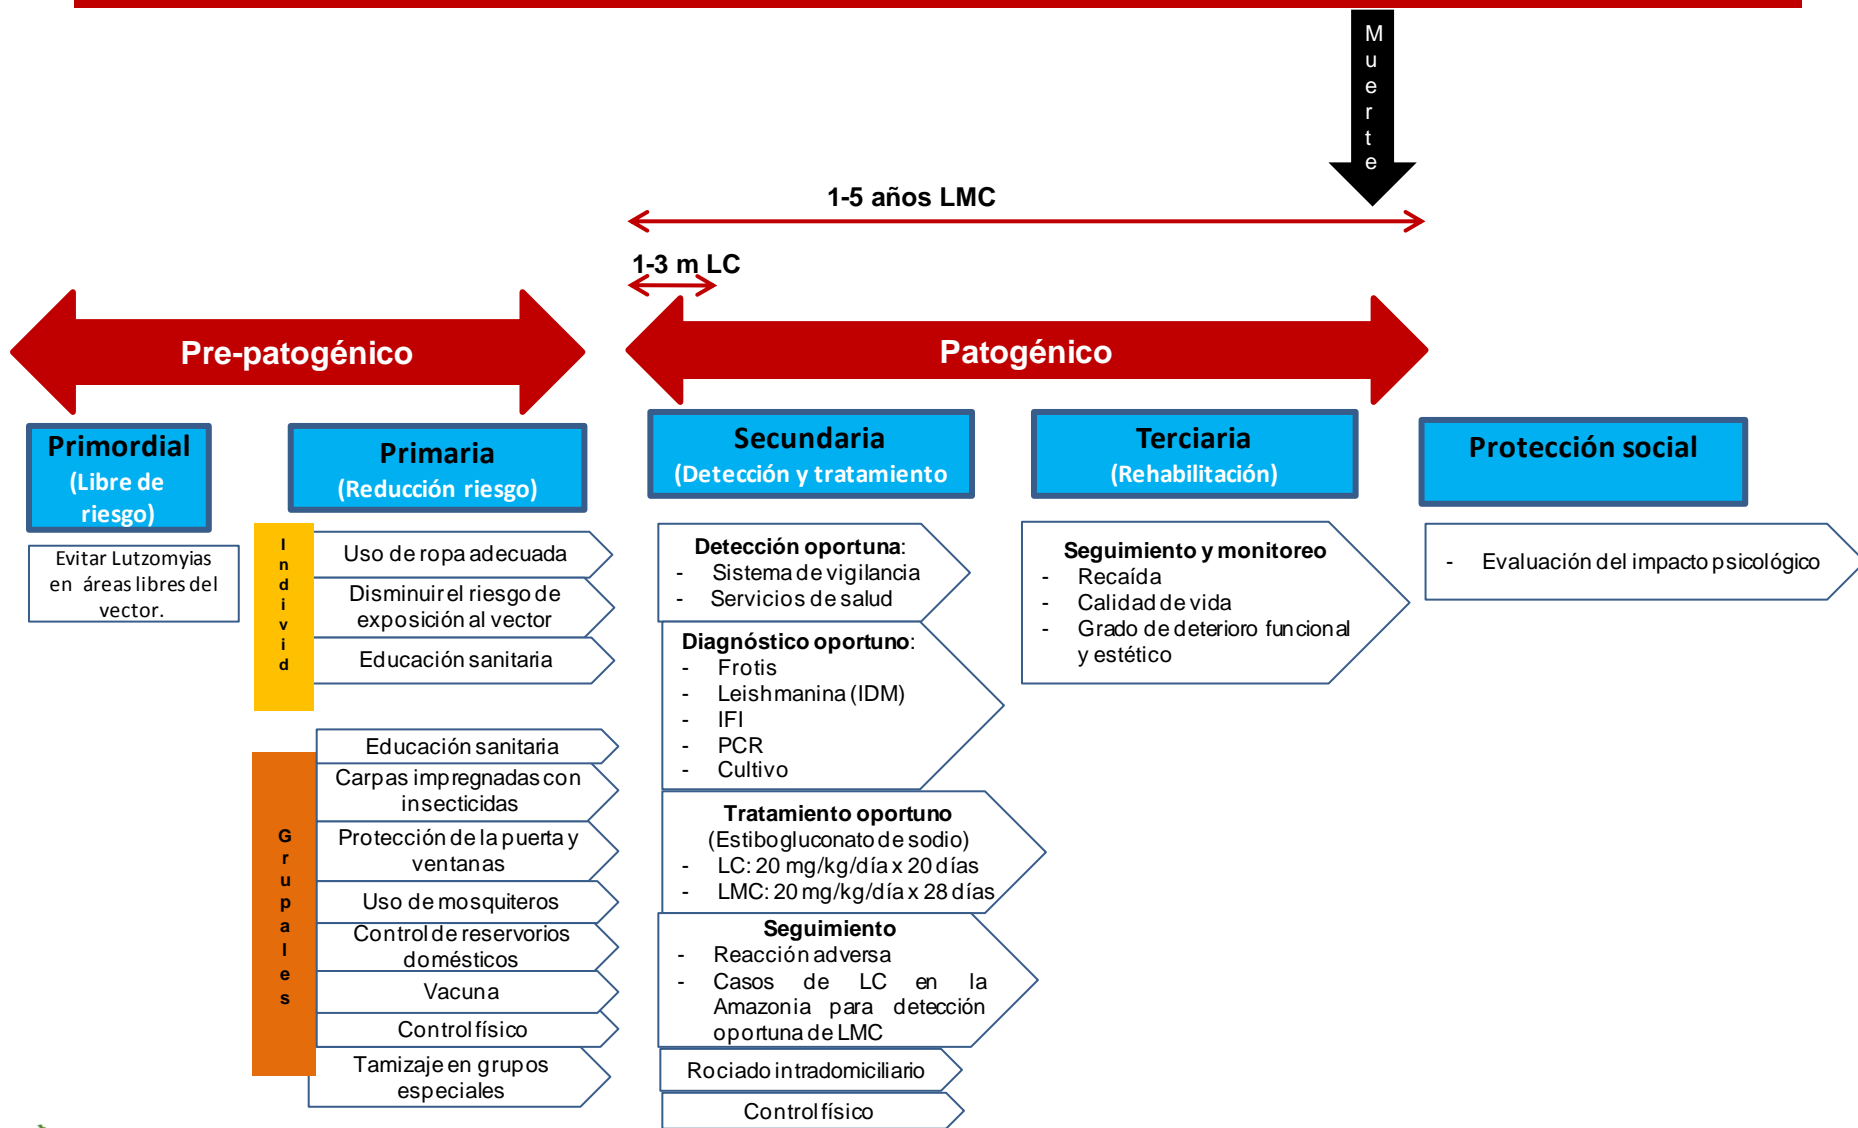 Muerte
1-5 años LMC
1-3 m LC
Pre-patogénico
Patogénico
Primordial
(Libre de
riesgo)
Evitar Lutzomyias
en áreas libres del
vector.
Primaria
(Reducción riesgo)
Individ
Uso de ropa adecuada
Disminuir el riesgo de
exposición al vector
Educación sanitaria
Grupales
Educación sanitaria
Carpas impregnadas con
insecticidas
Protección de la puerta y
ventanas
Uso de mosquiteros
Control de reservorios
domésticos
Vacuna
Control físico
Tamizaje en grupos
especiales
Secundaria
(Detección y tratamiento
Detección oportuna:
- Sistema de vigilancia
- Servicios de salud
Diagnóstico oportuno:
- Frotis
- Leishmanina (IDM)
- IFI
- PCR
- Cultivo
Tratamiento oportuno
(Estibogluconato de sodio)
- LC: 20 mg/kg/día x 20 días
- LMC: 20 mg/kg/día x 28 días
Seguimiento
- Reacción adversa
- Casos de LC en la
Amazonia para detección
oportuna de LMC
Rociado intradomiciliario
Control físico
Terciaria
(Rehabilitación)
Seguimiento y monitoreo
- Recaída
- Calidad de vida
- Grado de deterioro funcional
y estético
Protección social
- Evaluación del impacto psicológico